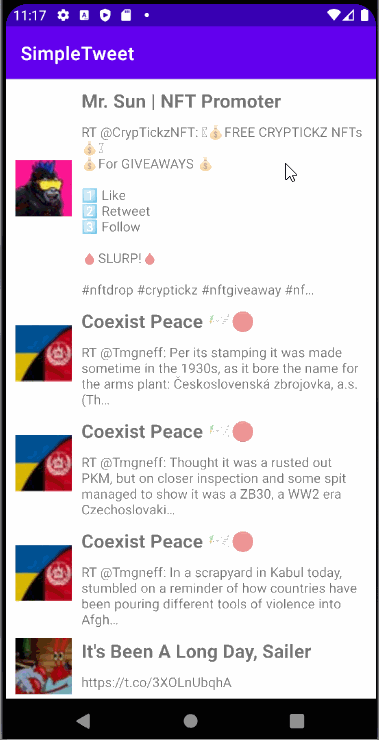 11:17
SimpleTweet
Mr. Sun | NFT Promoter
RT @CrypTickzNFT: 💰FREE CRYPTICKZ NFTs
💰
💰For GIVEAWAYS 💰
1️⃣ Like
2️⃣ Retweet
3️⃣ Follow
🩸 SLURP!🩸
#nftdrop #cryptickz #nftgiveaway #nf…
Coexist Peace
RT @Tmgneff: Per its stamping it was made
sometime in the 1930s, as it bore the name for
the arms plant: Československá zbrojovka, a.s.
(Th…
Coexist Peace
RT @Tmgneff: Thought it was a rusted out
PKM, but on closer inspection and some spit
managed to show it was a ZB30, a WW2 era
Czechoslovaki…
Coexist Peace
RT @Tmgneff: In a scrapyard in Kabul today,
stumbled on a reminder of how countries have
been pouring different tools of violence into
Afgh…
It's Been A Long Day, Sailer
https://t.co/3XOLnUbqhA